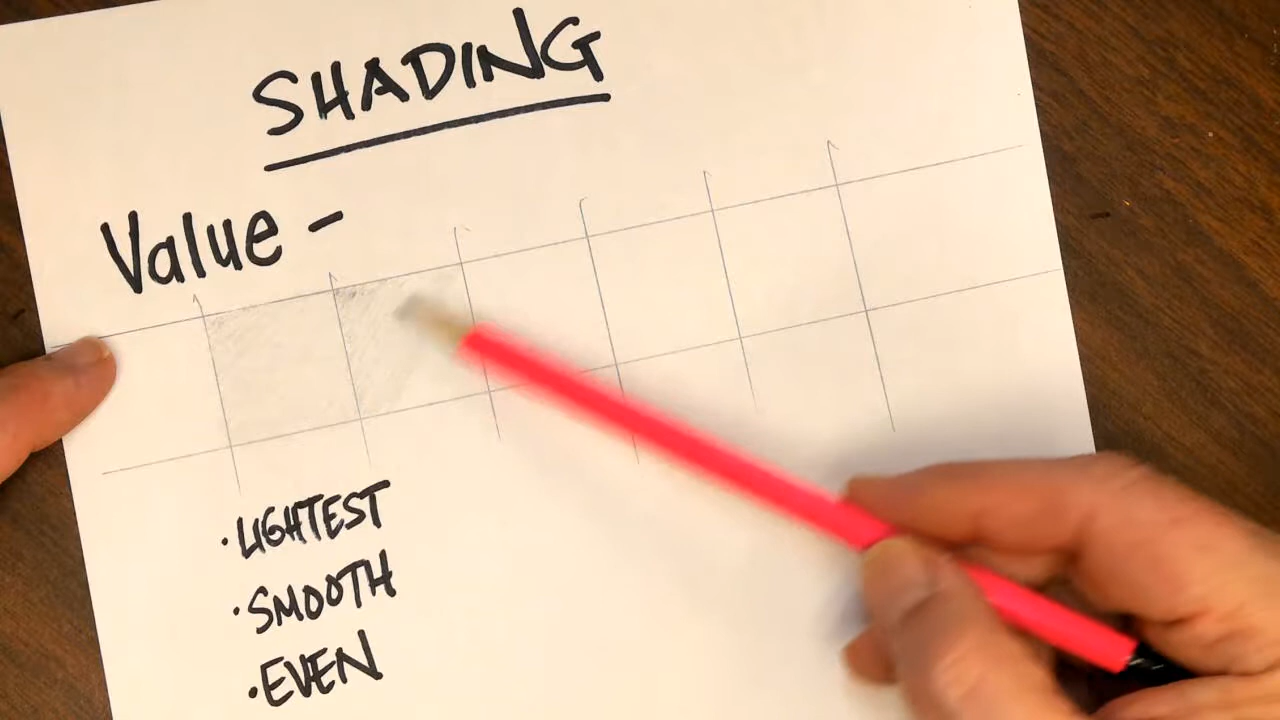 SHADING
Value -
· LIGHTEST
· SMOOTH
· EVEN